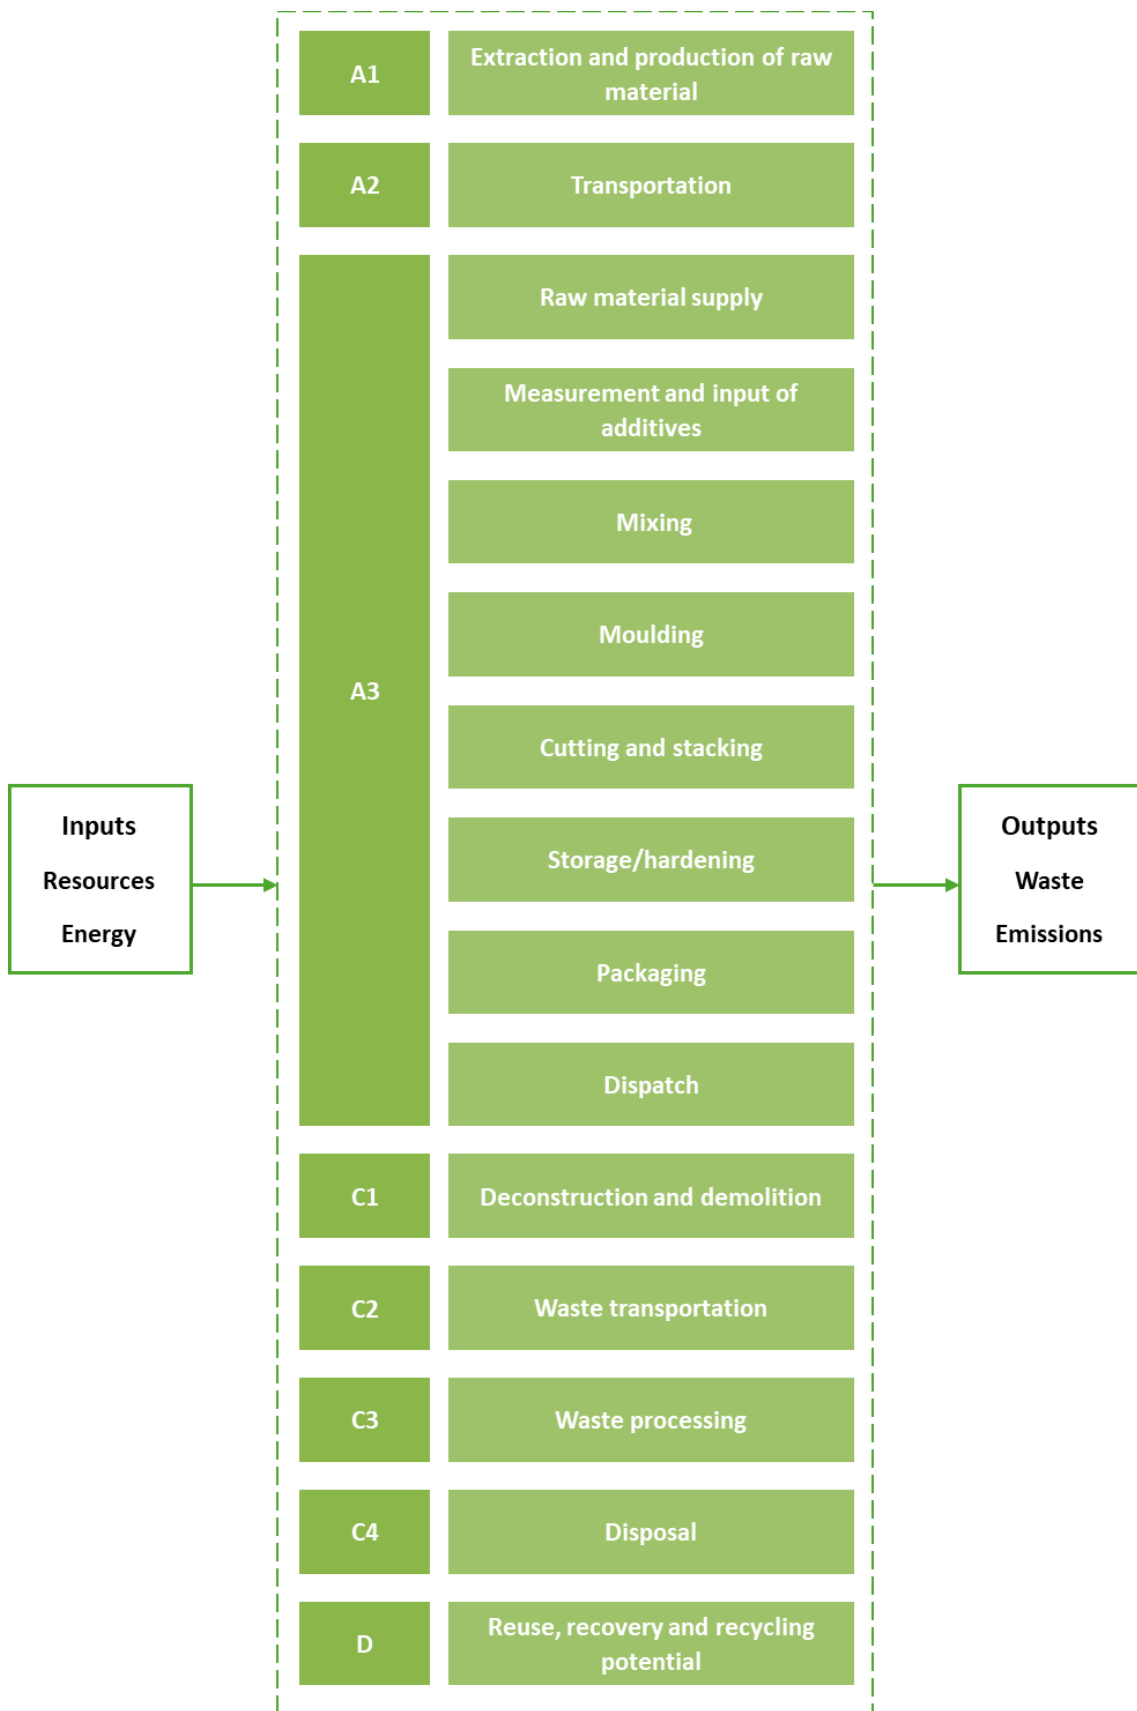 A1
Extraction and production of raw
material
A2
Transportation
A3
Raw material supply
Measurement and input of
additives
Mixing
Moulding
Cutting and stacking
Storage/hardening
Packaging
Dispatch
Inputs
Resources
Energy
Outputs
Waste
Emissions
C1
Deconstruction and demolition
C2
Waste transportation
C3
Waste processing
C4
Disposal
D
Reuse, recovery and recycling
potential